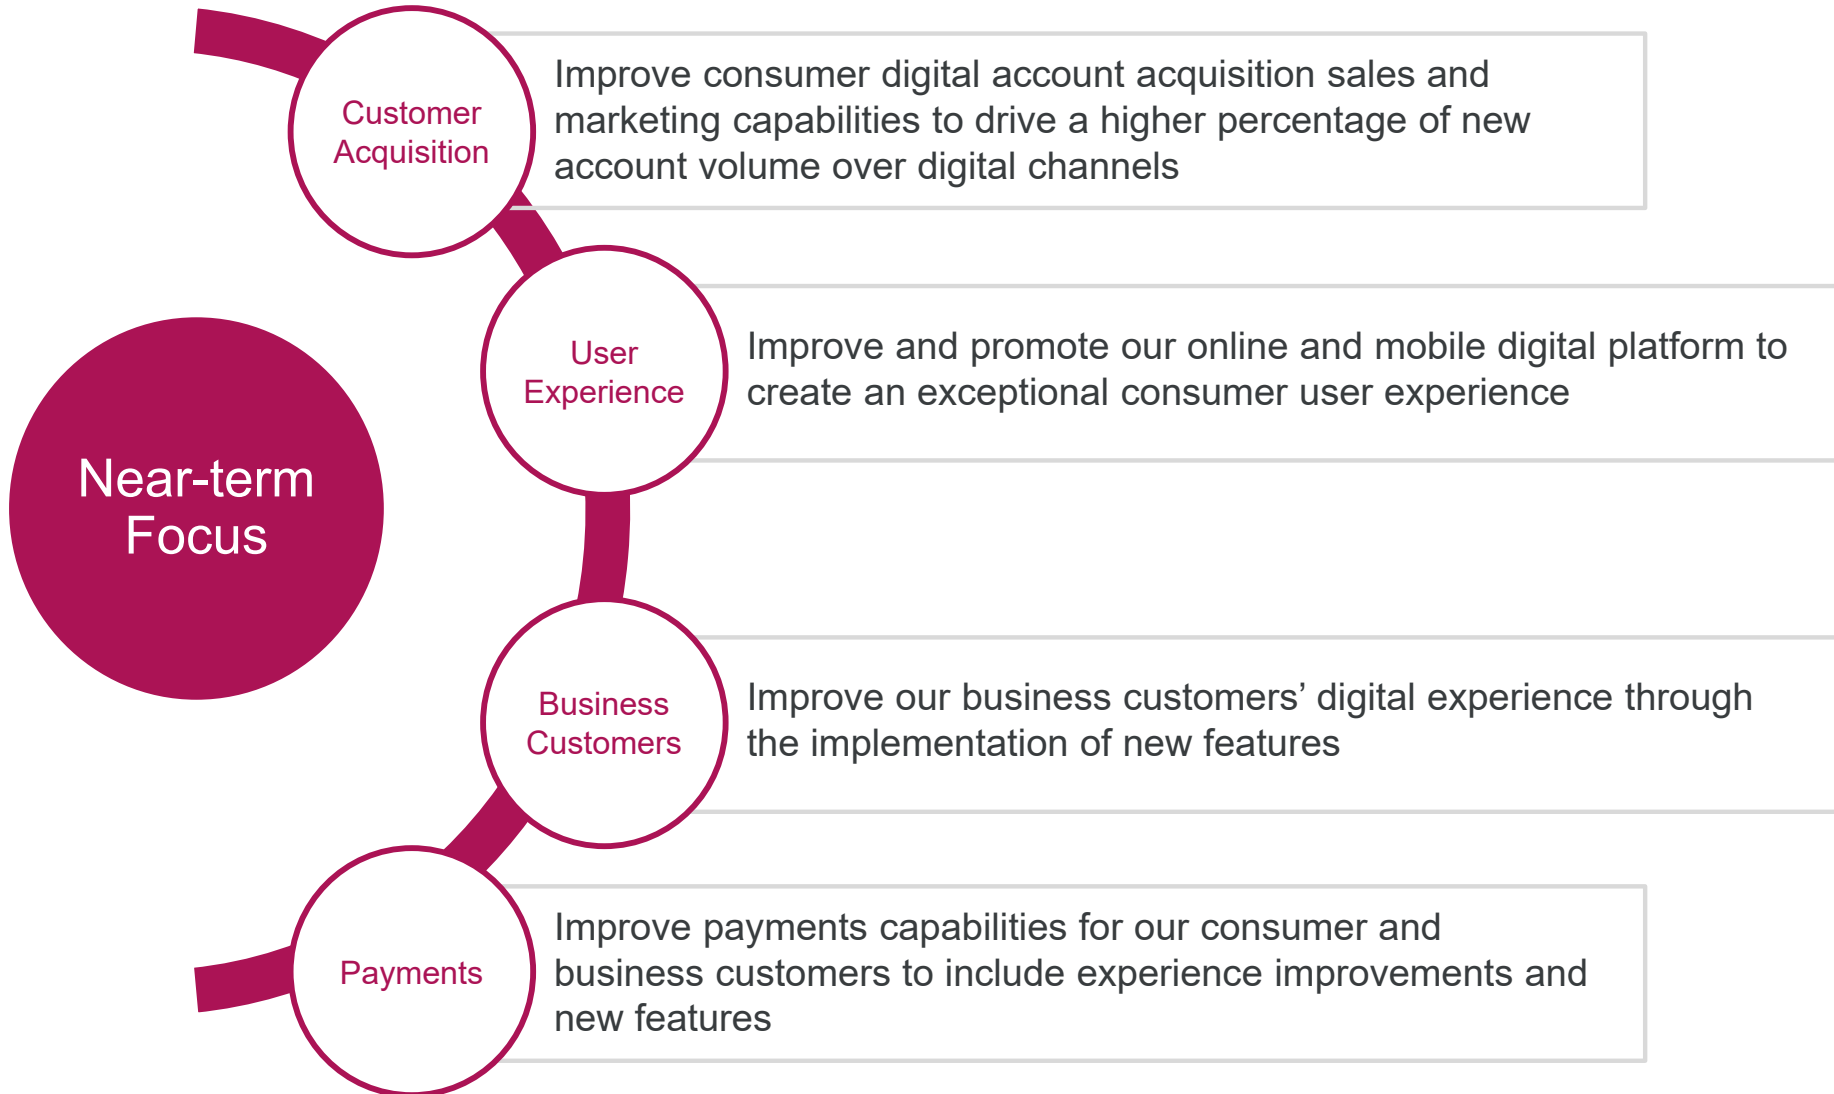 Customer
Acquisition
Improve consumer digital account acquisition sales and
marketing capabilities to drive a higher percentage of new
account volume over digital channels
User
Experience
Improve and promote our online and mobile digital platform to
create an exceptional consumer user experience
Near-term
Focus
Business
Customers
Improve our business customers’ digital experience through
the implementation of new features
Payments
Improve payments capabilities for our consumer and
business customers to include experience improvements and
new features